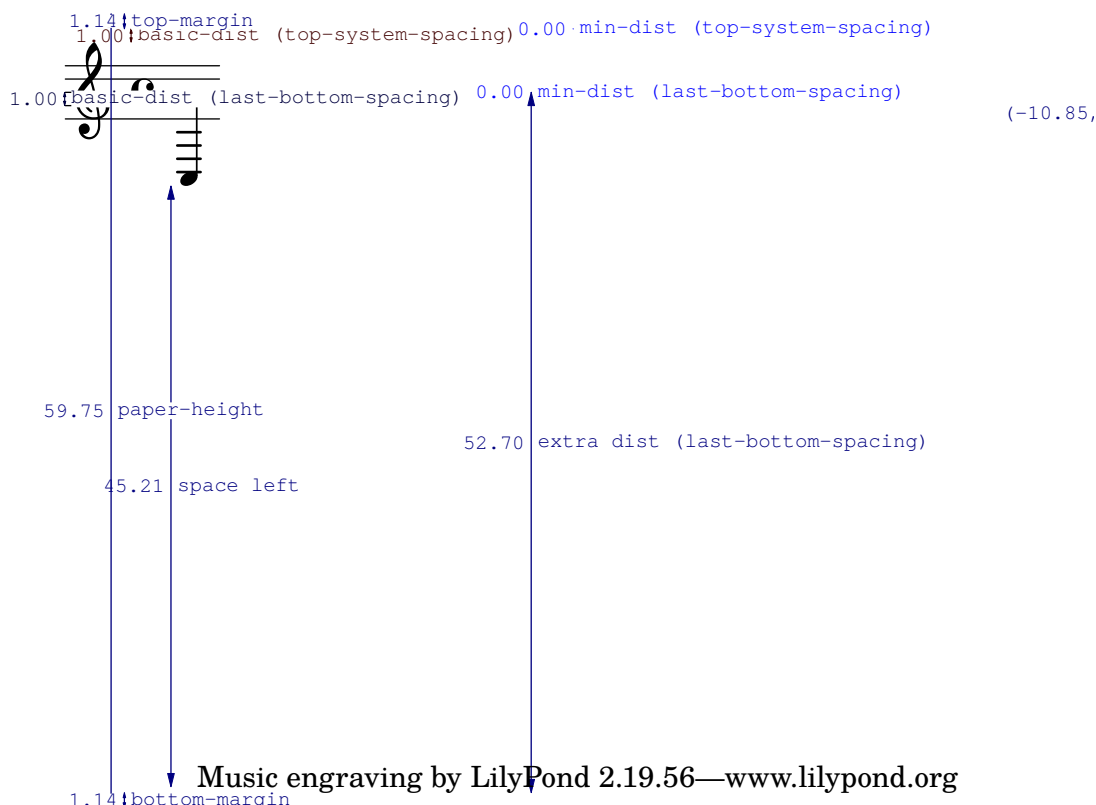 1.14 top-margin
1.00 basic-dist (top-system-spacing) 0.00 min-dist (top-system-spacing)
1.00 basic-dist (last-bottom-spacing) 0.00 min-dist (last-bottom-spacing)
(-10.85,
59.75 paper-height
52.70 extra dist (last-bottom-spacing)
45.21 space left
Music engraving by LilyPond 2.19.56—www.lilypond.org
1.14 bottom-margin